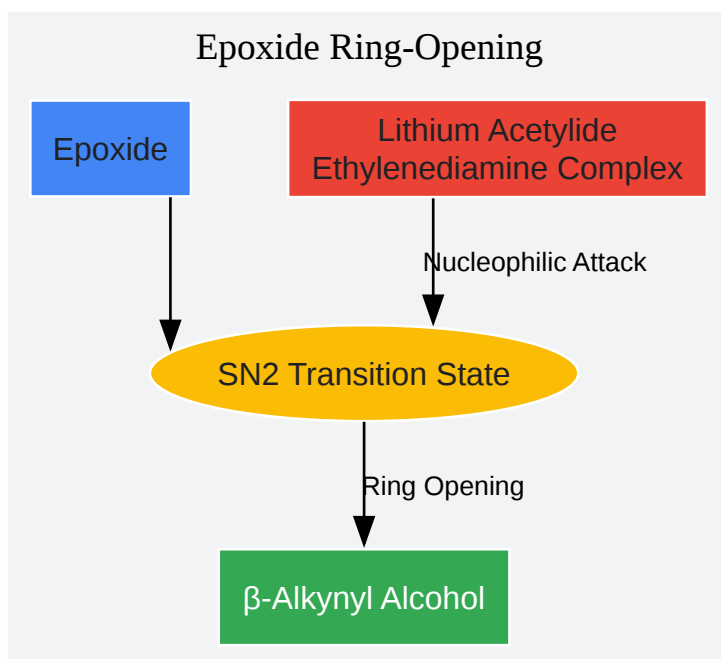 Epoxide Ring-Opening
Epoxide
Lithium Acetylide
Ethylenediamine Complex
Nucleophilic Attack
SN2 Transition State
Ring Opening
β-Alkynyl Alcohol